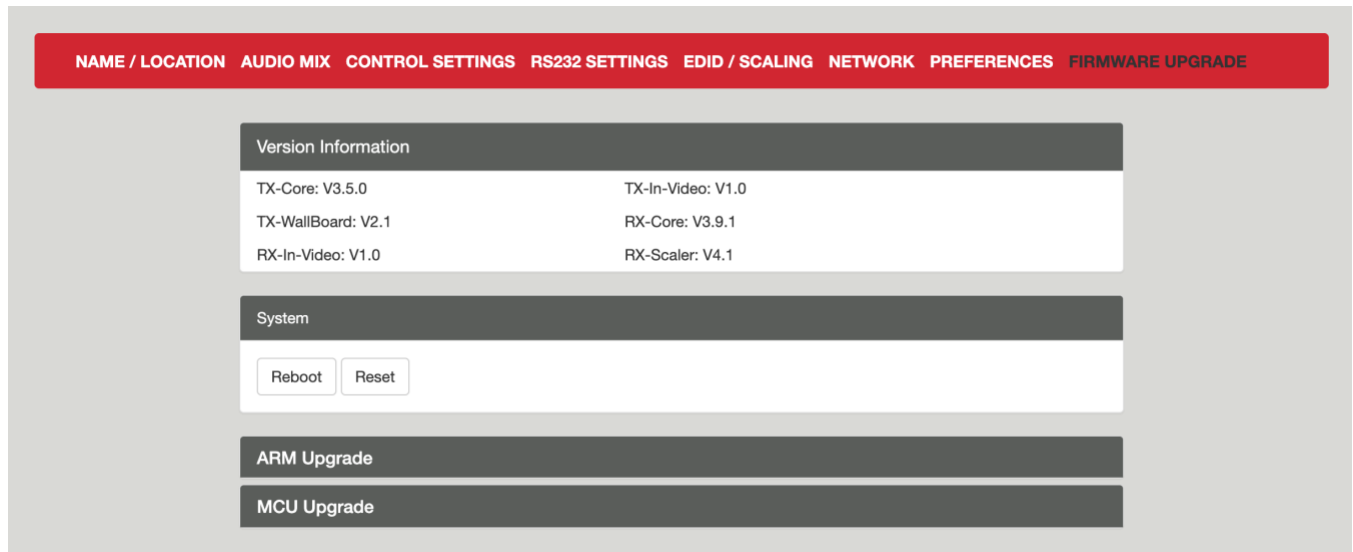 NAME / LOCATION AUDIO MIX CONTROL SETTINGS RS232 SETTINGS EDID / SCALING NETWORK PREFERENCES FIRMWARE UPGRADE
Version Information
TX-Core: V3.5.0 TX-In-Video: V1.0
TX-WallBoard: V2.1 RX-Core: V3.9.1
RX-In-Video: V1.0 RX-Scaler: V4.1
System
Reboot Reset
ARM Upgrade
MCU Upgrade